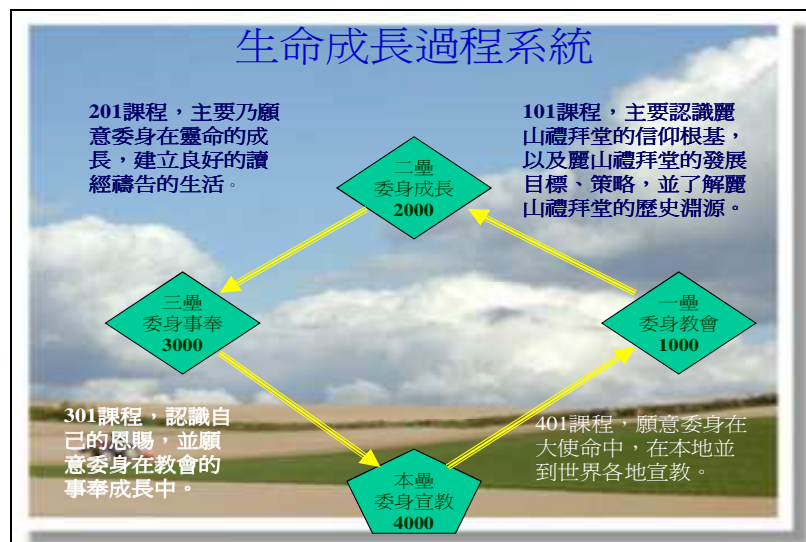 生命成長過程系統
201課程，主要乃願
意委身在靈命的成
長，建立良好的讀
經禱告的生活。
101課程，主要認識麗
山禮拜堂的信仰根基，
以及麗山禮拜堂的發展
目標、策略，並了解麗
山禮拜堂的歷史淵源。
二壘
委身成長
2000
三壘
委身事奉
3000
一壘
委身教會
1000
301課程，認識自
己的恩賜，並願
意委身在教會的
事奉成長中。
401課程，願意委身在
大使命中，在本地並
到世界各地宣教。
本壘
委身宣教
4000